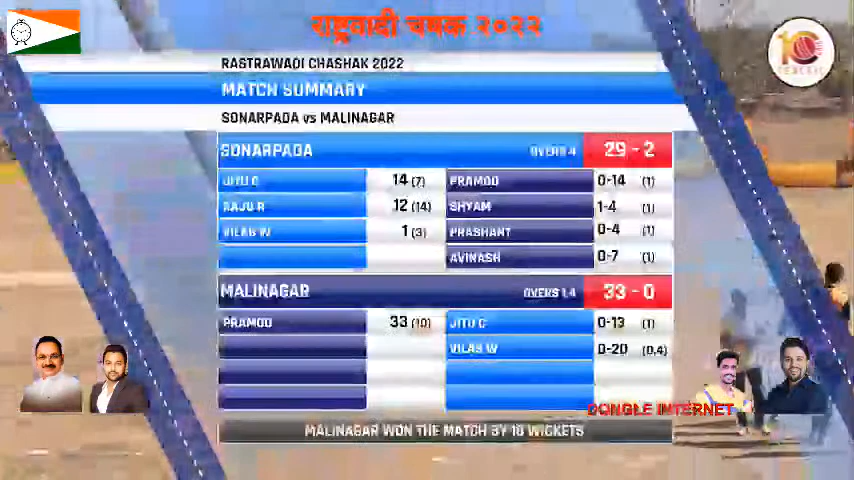 राष्ट्रवादी चषक २०२२
RASTRAWADI CHASHAK 2022
MATCH SUMMARY
SONARPADA vs MALINAGAR
SONARPADA OVERS 4 29 - 2
JITU G 14 (7) PRAMOD 0-14 (1)
RAJU R 12 (14) SHYAM 1-4 (1)
VILAS W 1 (3) PRASHANT 0-4 (1)
AVINASH 0-7 (1)
MALINAGAR OVERS 1.4 33 - 0
PRAMOD 33 (10) JITU G 0-13 (1)
VILAS W 0-20 (0.4)
DONGLE INTERNET
MALINAGAR WON THE MATCH BY 10 WICKETS